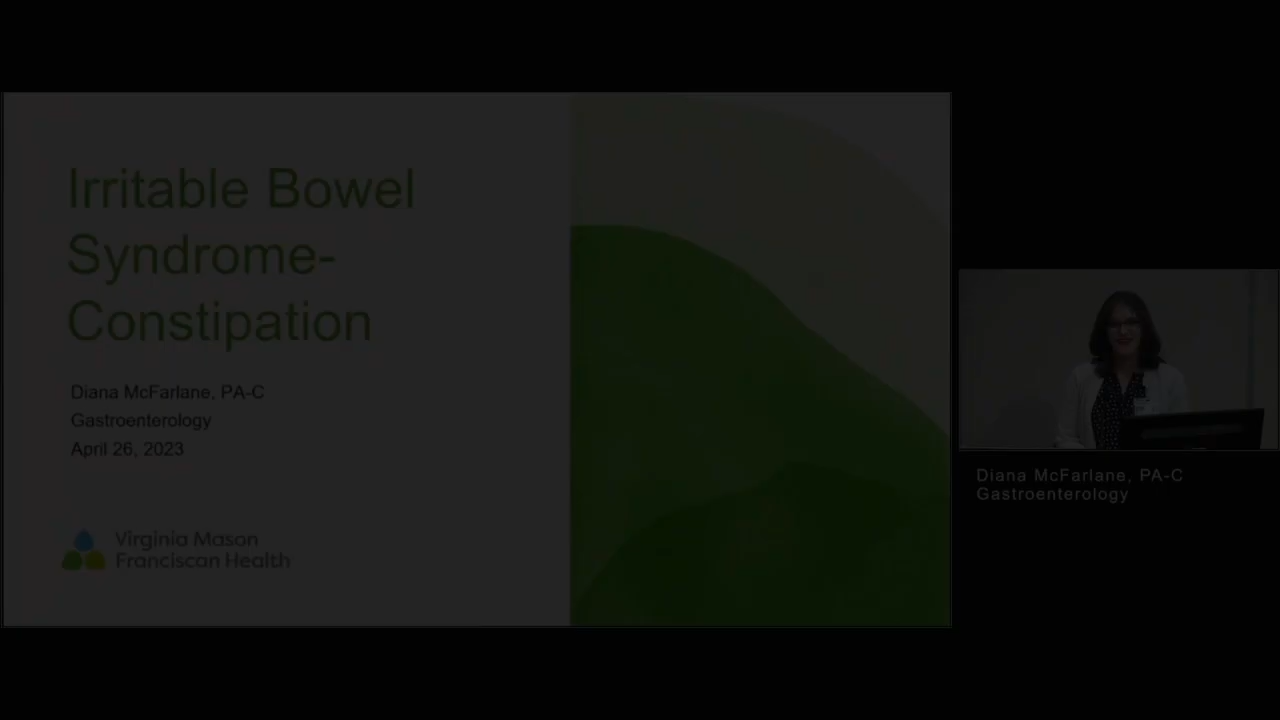 Irritable Bowel
Syndrome-
Constipation
Diana McFarlane, PA-C
Gastroenterology
April 26, 2023
Virginia Mason
Franciscan Health
Diana McFarlane, PA-C
Gastroenterology